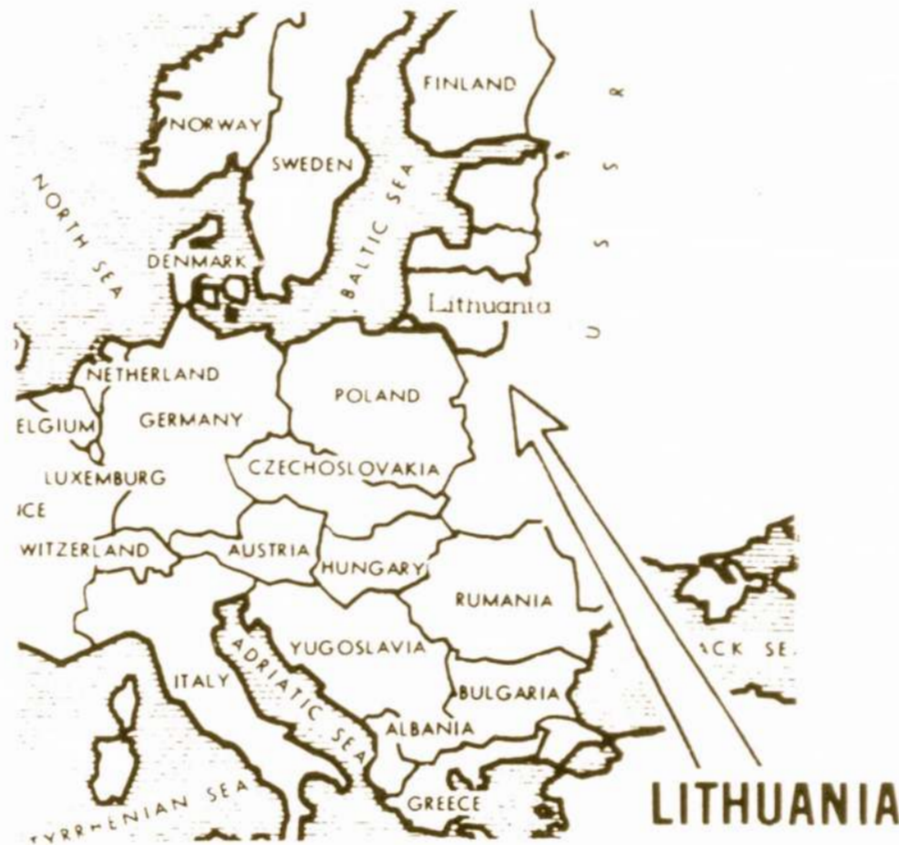 FINLAND
NORWAY
SWEDEN
NORTH SEA
BALTIC SEA
U S S R
DENMARK
Lithuania
NETHERLAND
POLAND
ELGIUM
GERMANY
CZECHOSLOVAKIA
LUXEMBURG
ICE
WITZERLAND
AUSTRIA
HUNGARY
RUMANIA
YUGOSLAVIA
ACK SE
ADRIATIC SEA
ITALY
BULGARIA
ALBANIA
TYRRHENIAN SEA
GREECE
LITHUANIA